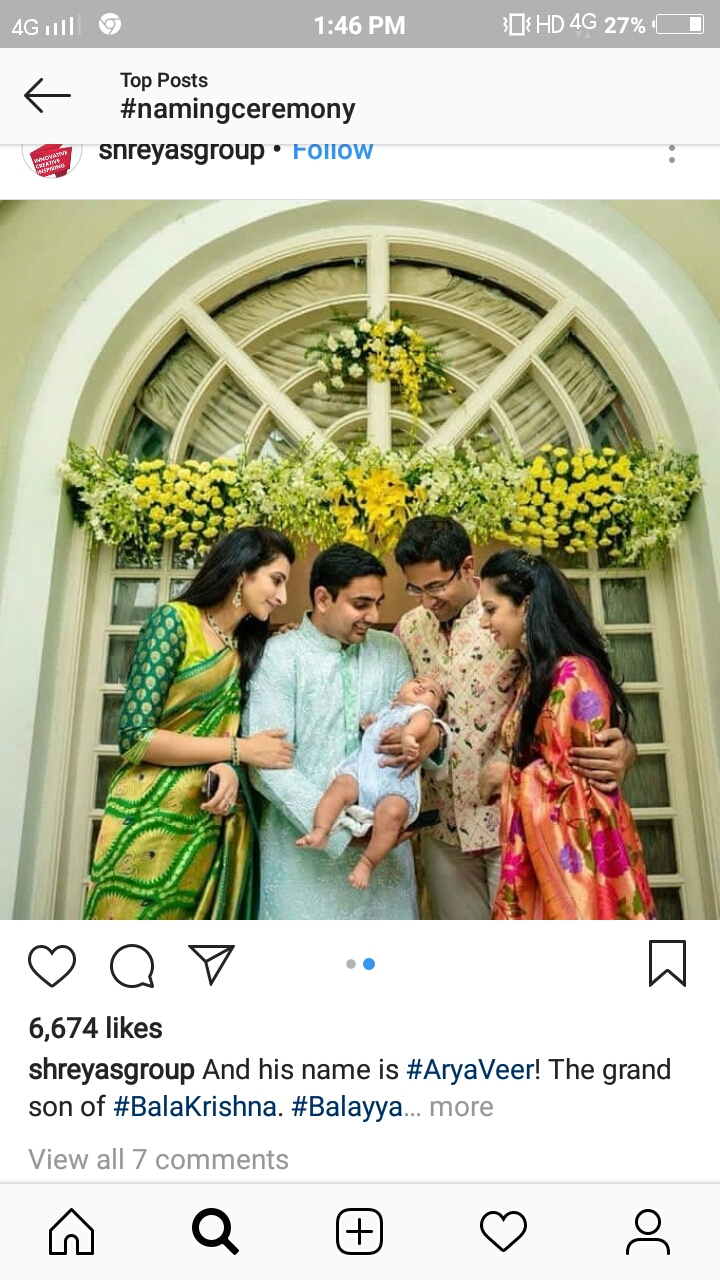 4G 1:46 PM HD 4G 27%
Top Posts
#namingceremony
INNOVATIVE
CREATIVE
INSPIRING.
shreyasgroup • Follow
6,674 likes
shreyasgroup And his name is #AryaVeer! The grand
son of #BalaKrishna. #Balayya... more
View all 7 comments